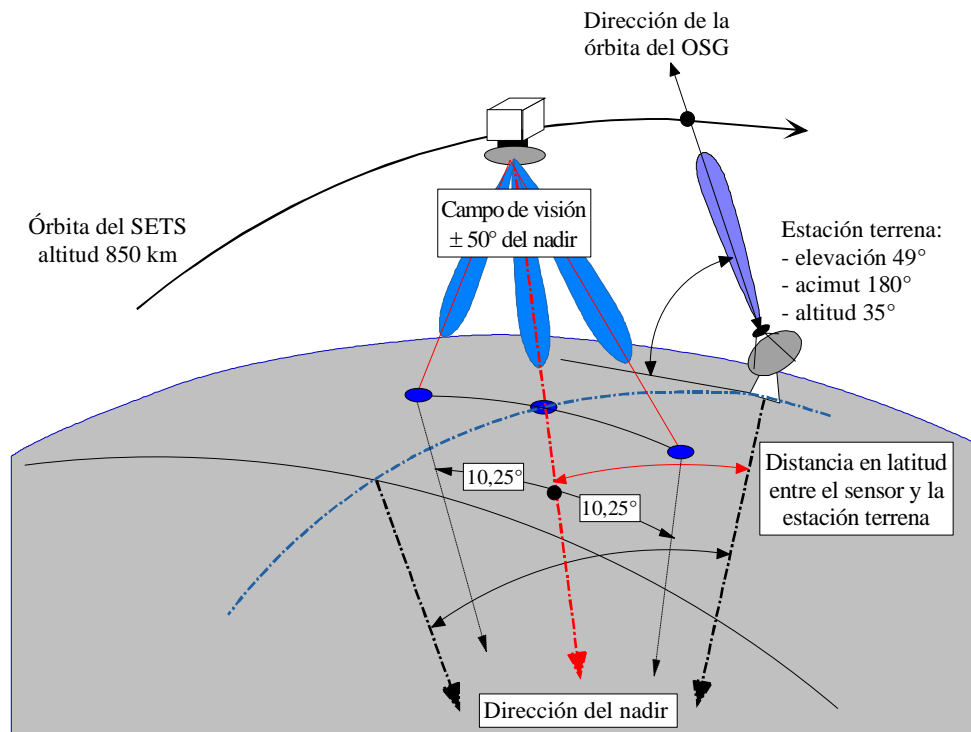 Dirección de la
órbita del OSG
Órbita del SETS
altitud 850 km
Campo de visión
± 50° del nadir
Estación terrena:
- elevación 49°
- acimut 180°
- altitud 35°
10,25°
10,25°
Distancia en latitud
entre el sensor y la
estación terrena
Dirección del nadir